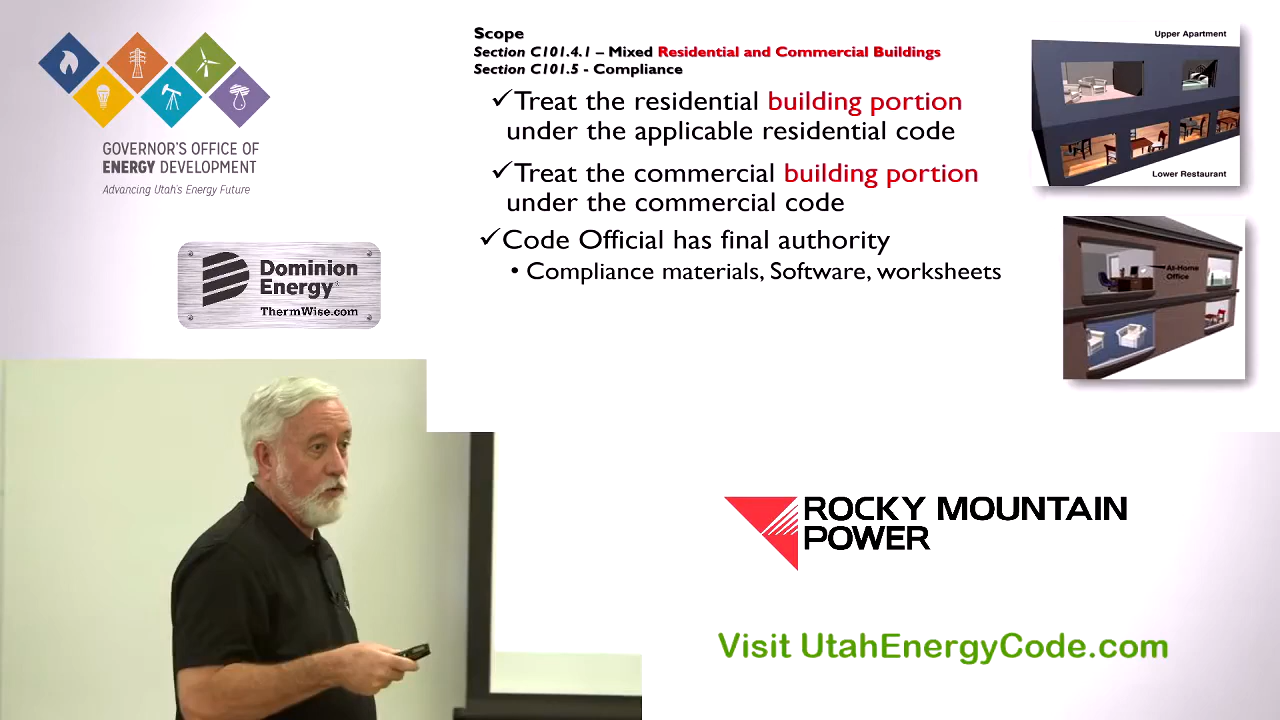 GOVERNOR'S OFFICE OF
ENERGY DEVELOPMENT
Advancing Utah's Energy Future
Dominion
Energy®
ThermWise.com
Scope
Section C101.4.1 – Mixed Residential and Commercial Buildings
Section C101.5 - Compliance
✓Treat the residential building portion
under the applicable residential code
✓Treat the commercial building portion
under the commercial code
✓Code Official has final authority
• Compliance materials, Software, worksheets
Upper Apartment
Lower Restaurant
At-Home
Office
ROCKY MOUNTAIN
POWER
Visit UtahEnergyCode.com